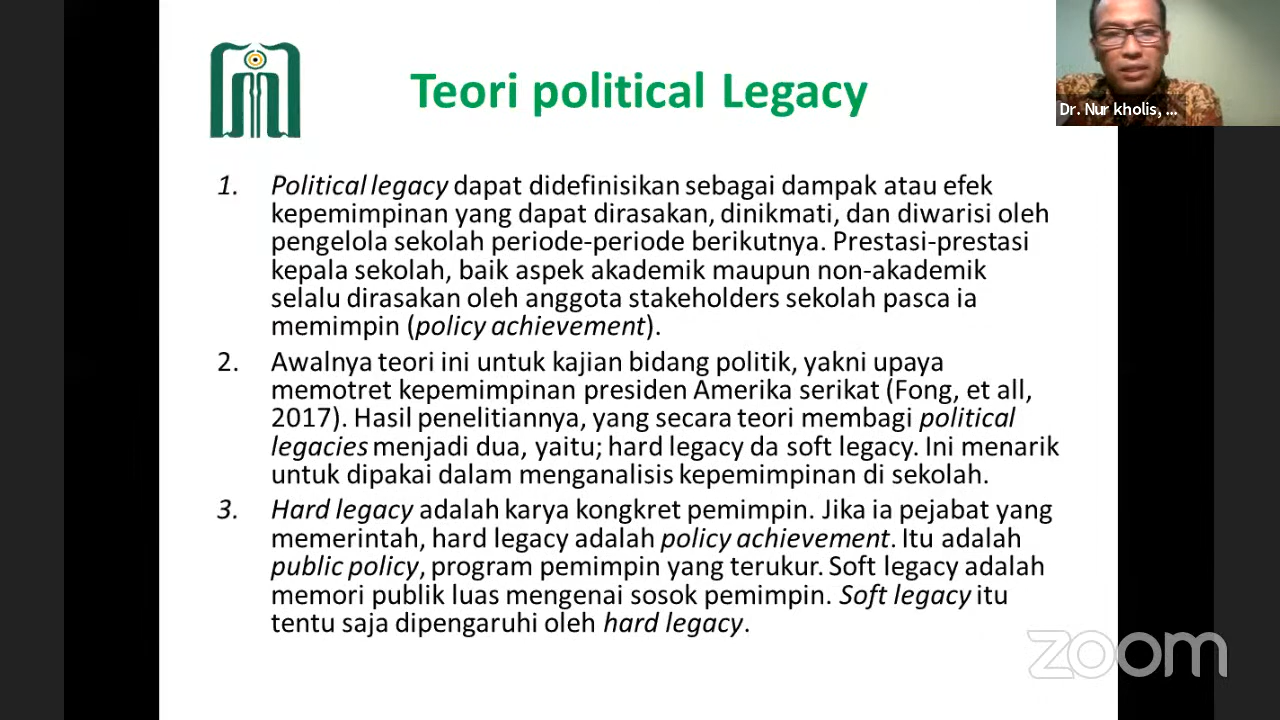 Teori political Legacy
Dr. Nur kholis, ...
1. Political legacy dapat didefinisikan sebagai dampak atau efek
kepemimpinan yang dapat dirasakan, dinikmati, dan diwarisi oleh
pengelola sekolah periode-periode berikutnya. Prestasi-prestasi
kepala sekolah, baik aspek akademik maupun non-akademik
selalu dirasakan oleh anggota stakeholders sekolah pasca ia
memimpin (policy achievement).
2. Awalnya teori ini untuk kajian bidang politik, yakni upaya
memotret kepemimpinan presiden Amerika serikat (Fong, et all,
2017). Hasil penelitiannya, yang secara teori membagi political
legacies menjadi dua, yaitu; hard legacy da soft legacy. Ini menarik
untuk dipakai dalam menganalisis kepemimpinan di sekolah.
3. Hard legacy adalah karya kongkret pemimpin. Jika ia pejabat yang
memerintah, hard legacy adalah policy achievement. Itu adalah
public policy, program pemimpin yang terukur. Soft legacy adalah
memori publik luas mengenai sosok pemimpin. Soft legacy itu
tentu saja dipengaruhi oleh hard legacy.
zoom